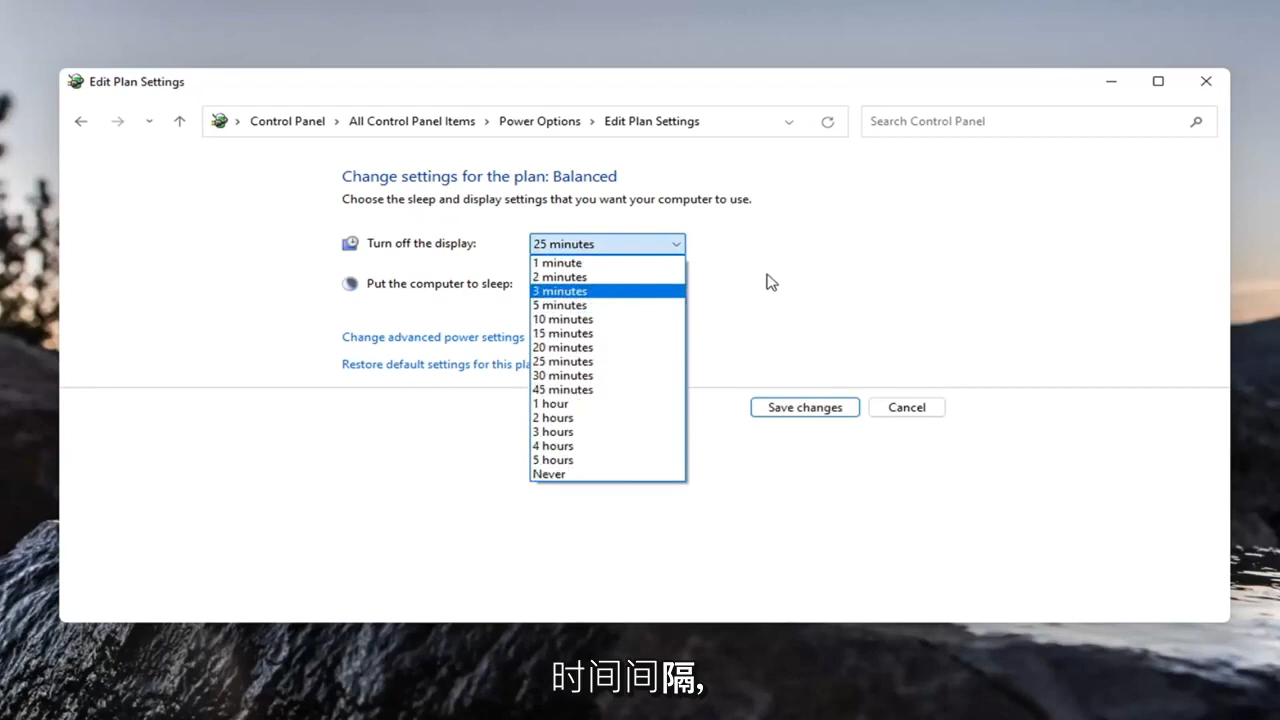 Edit Plan Settings
Control Panel > All Control Panel Items > Power Options > Edit Plan Settings
Search Control Panel
Change settings for the plan: Balanced
Choose the sleep and display settings that you want your computer to use.
Turn off the display: 25 minutes
1 minute
2 minutes
Put the computer to sleep:
3 minutes
5 minutes
10 minutes
15 minutes
Change advanced power settings
20 minutes
25 minutes
Restore default settings for this pla
30 minutes
45 minutes
1 hour
Save changes Cancel
2 hours
3 hours
4 hours
5 hours
Never
时间间隔,